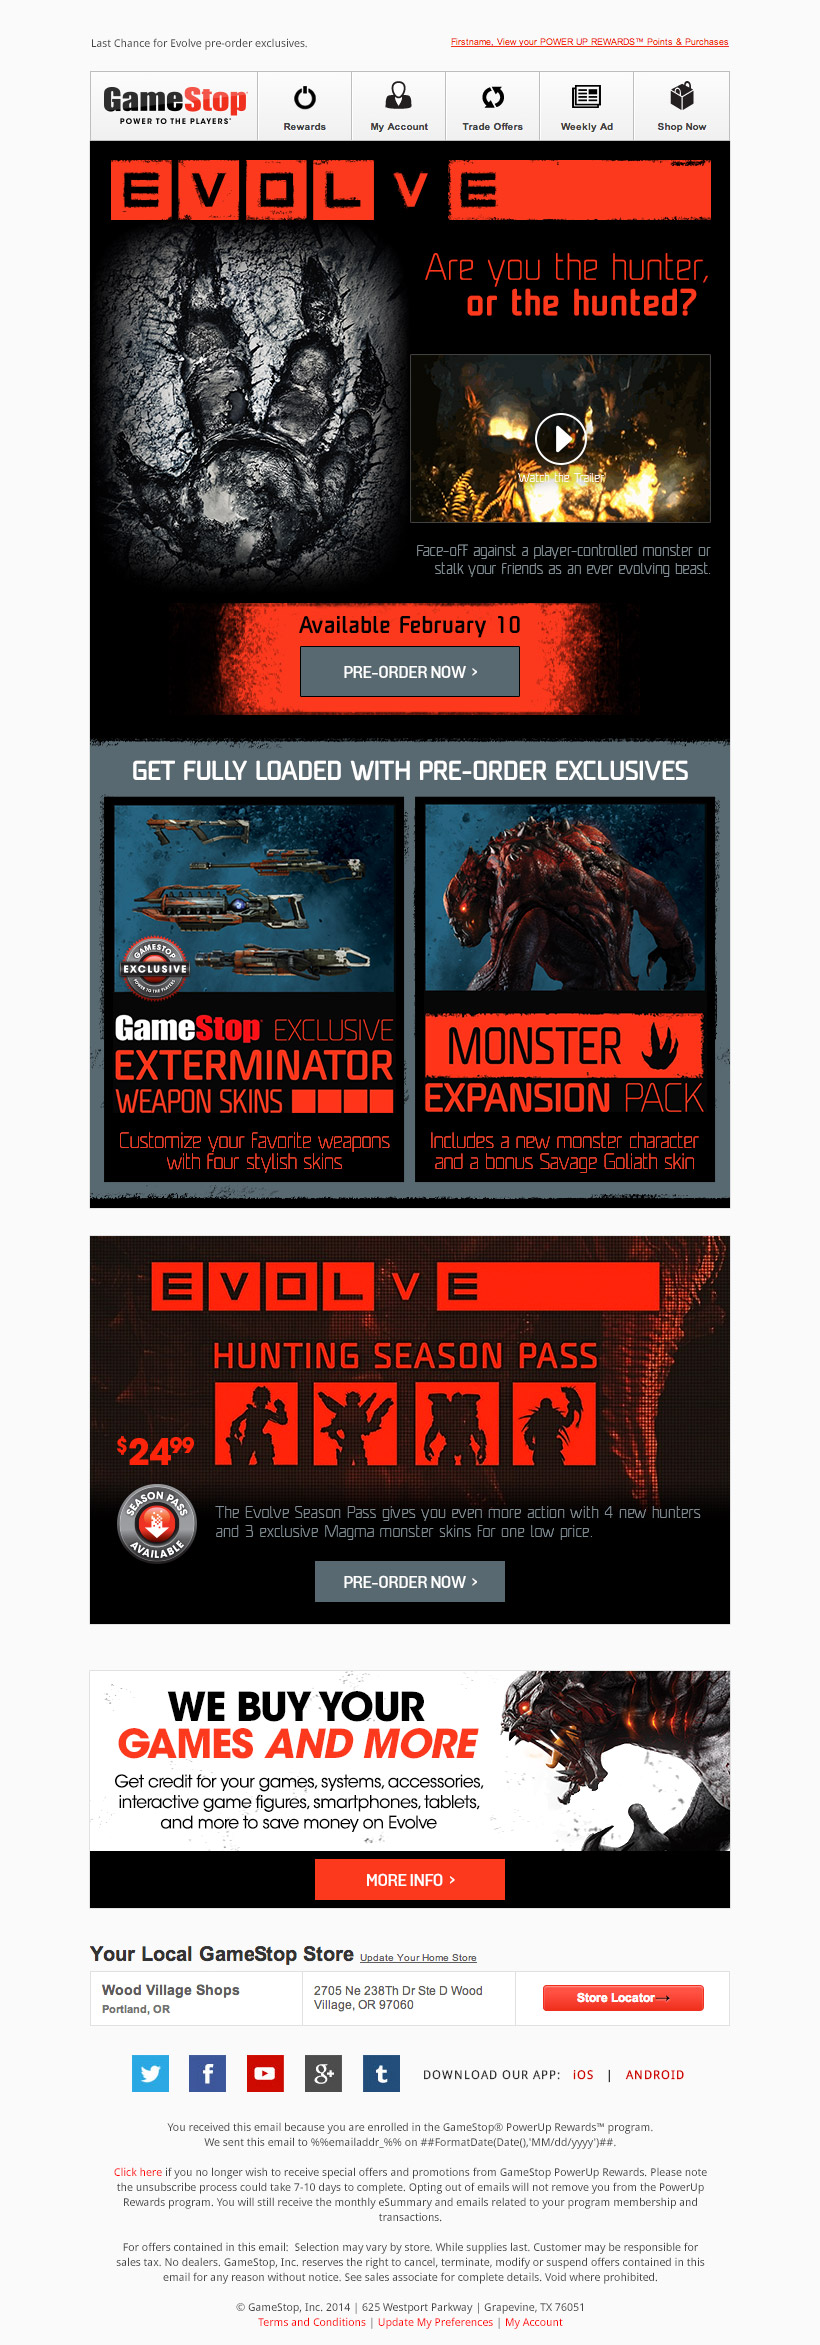 Last Chance for Evolve pre-order exclusives.
Firstname, View your POWER UP REWARDS™ Points & Purchases
GameStop
POWER TO THE PLAYERS™
Rewards
My Account
Trade Offers
Weekly Ad
Shop Now
EVOLVE
Are you the hunter,
or the hunted?
Watch the Trailer
Face-off against a player-controlled monster or
stalk your friends as an ever evolving beast.
Available February 10
PRE-ORDER NOW ›
GET FULLY LOADED WITH PRE-ORDER EXCLUSIVES
GAMESTOP
EXCLUSIVE
POWER TO THE PLAYERS
GameStop EXCLUSIVE
EXTERMINATOR
WEAPON SKINS
Customize your favorite weapons
with four stylish skins
MONSTER
EXPANSION PACK
Includes a new monster character
and a bonus Savage Goliath skin
EVOLVE
HUNTING SEASON PASS
$2499
SEASON PASS
AVAILABLE
The Evolve Season Pass gives you even more action with 4 new hunters
and 3 exclusive Magma monster skins for one low price.
PRE-ORDER NOW ›
WE BUY YOUR
GAMES AND MORE
Get credit for your games, systems, accessories,
interactive game figures, smartphones, tablets,
and more to save money on Evolve
MORE INFO ›
Your Local GameStop Store Update Your Home Store
Wood Village Shops
Portland, OR
2705 Ne 238Th Dr Ste D Wood
Village, OR 97060
Store Locator→
DOWNLOAD OUR APP: iOS | ANDROID
You received this email because you are enrolled in the GameStop® PowerUp Rewards™ program.
We sent this email to %%emailaddr_%% on ##FormatDate(Date(),'MM/dd/yyyy')##.
Click here if you no longer wish to receive special offers and promotions from GameStop PowerUp Rewards. Please note
the unsubscribe process could take 7-10 days to complete. Opting out of emails will not remove you from the PowerUp
Rewards program. You will still receive the monthly eSummary and emails related to your program membership and
transactions.
For offers contained in this email: Selection may vary by store. While supplies last. Customer may be responsible for
sales tax. No dealers. GameStop, Inc. reserves the right to cancel, terminate, modify or suspend offers contained in this
email for any reason without notice. See sales associate for complete details. Void where prohibited.
© GameStop, Inc. 2014 | 625 Westport Parkway | Grapevine, TX 76051
Terms and Conditions | Update My Preferences | My Account